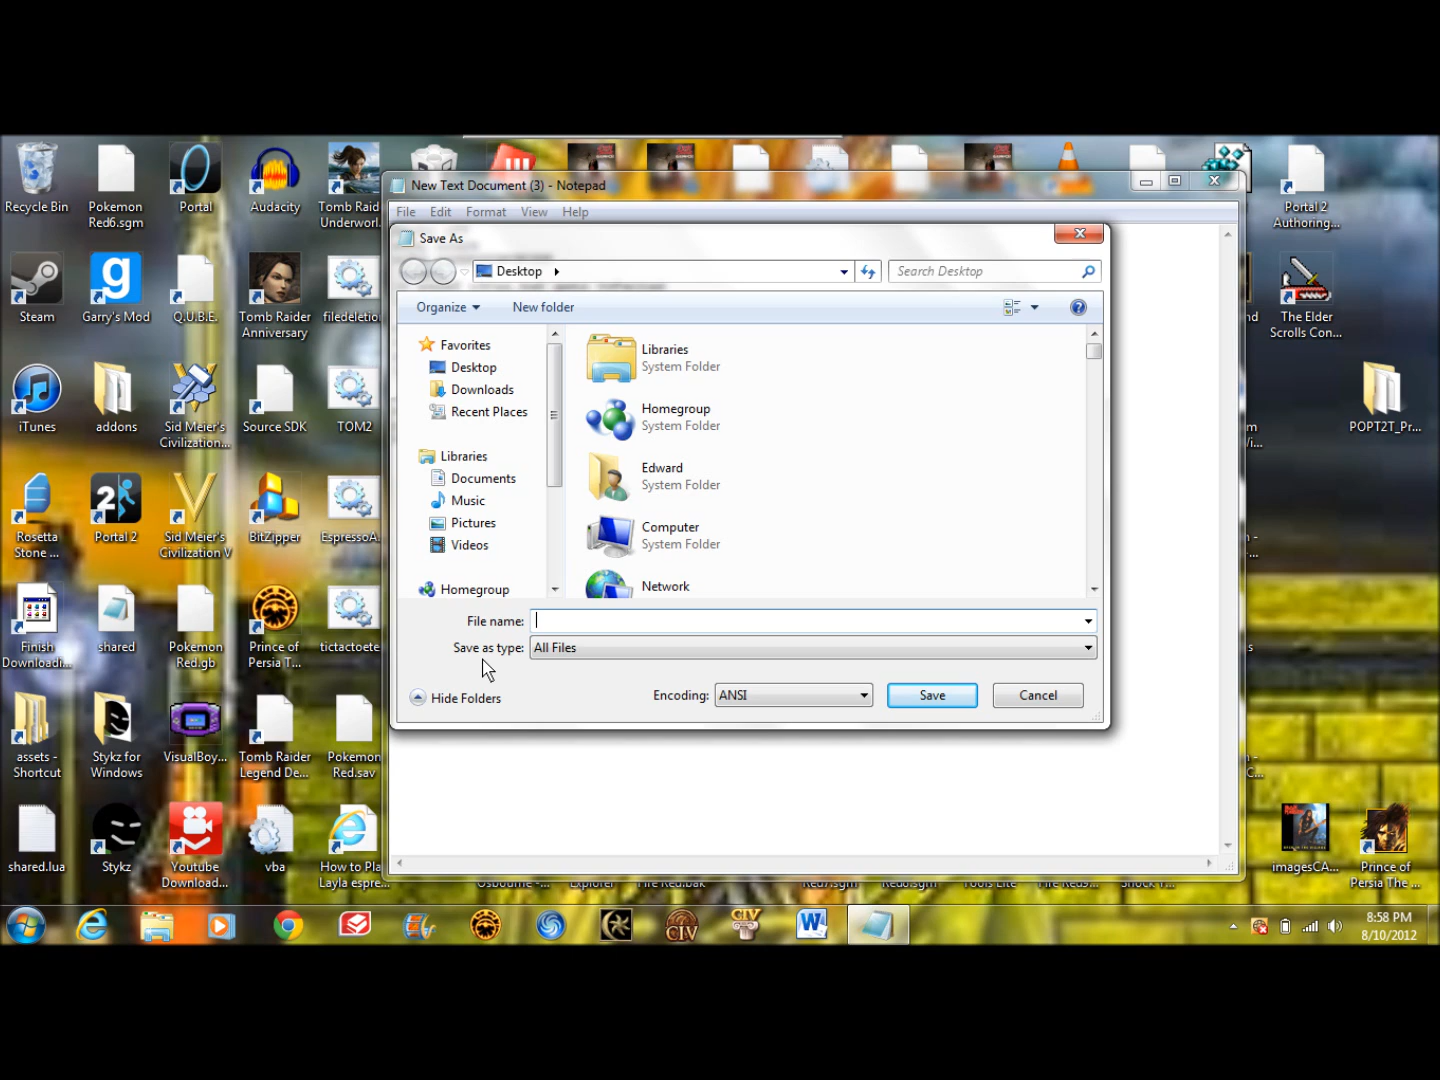 Recycle Bin
Pokemon
Red6.sgm
Portal
Audacity
Tomb Raid
Underworl.
Steam
Garry's Mod
Q.U.B.E.
Tomb Raider
Anniversary
filedeletio
iTunes
addons
Sid Meier's
Civilization...
Source SDK
TOM2
Rosetta
Stone ...
Portal 2
Sid Meier's
Civilization V
BitZipper
EspressoA.
Finish
Downloadi...
shared
Pokemon
Red.gb
Prince of
Persia T...
tictactoete
assets -
Shortcut
Stykz for
Windows
VisualBoy...
Tomb Raider
Legend De...
Pokemon
Red.sav
shared.lua
Stykz
Youtube
Download...
vba
How to Pla
Layla espre...
New Text Document (3) - Notepad
File Edit Format View Help
Save As
Desktop
Search Desktop
Organize
New folder
Favorites
Desktop
Downloads
Recent Places
Libraries
Documents
Music
Pictures
Videos
Homegroup
Libraries
System Folder
Homegroup
System Folder
Edward
System Folder
Computer
System Folder
Network
File name:
Save as type: All Files
Hide Folders
Encoding: ANSI
Save
Cancel
Portal 2
Authoring...
The Elder
Scrolls Con...
POPT2T_Pr...
imagesCA...
Prince of
Persia The ...
8:58 PM
8/10/2012